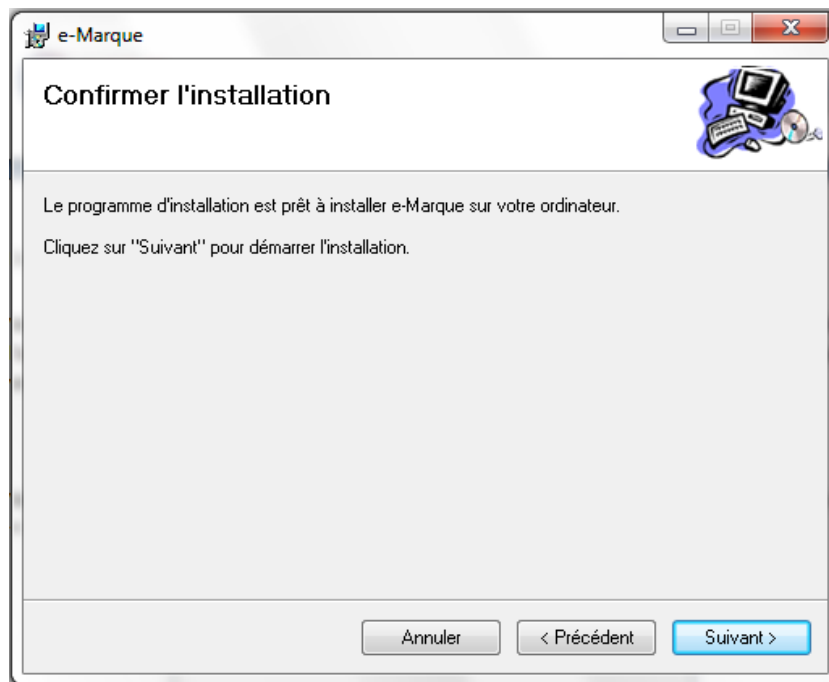 e-Marque
Confirmer l'installation
Le programme d'installation est prêt à installer e-Marque sur votre ordinateur.
Cliquez sur "Suivant" pour démarrer l'installation.
Annuler
< Précédent
Suivant >